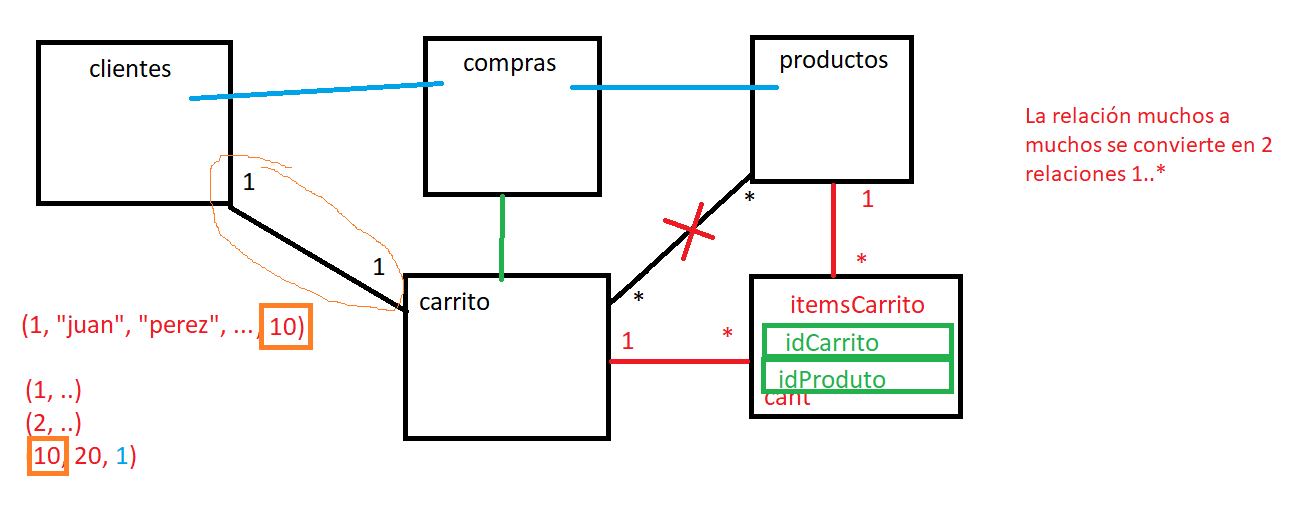 clientes
compras
productos
La relación muchos a
muchos se convierte en 2
relaciones 1..*
1
1
*
*
1
*
carrito
1
*
itemsCarrito
idCarrito
idProduto
cant
(1, "juan", "perez", ..., 10)
(1, ..)
(2, ..)
(10, 20, 1)